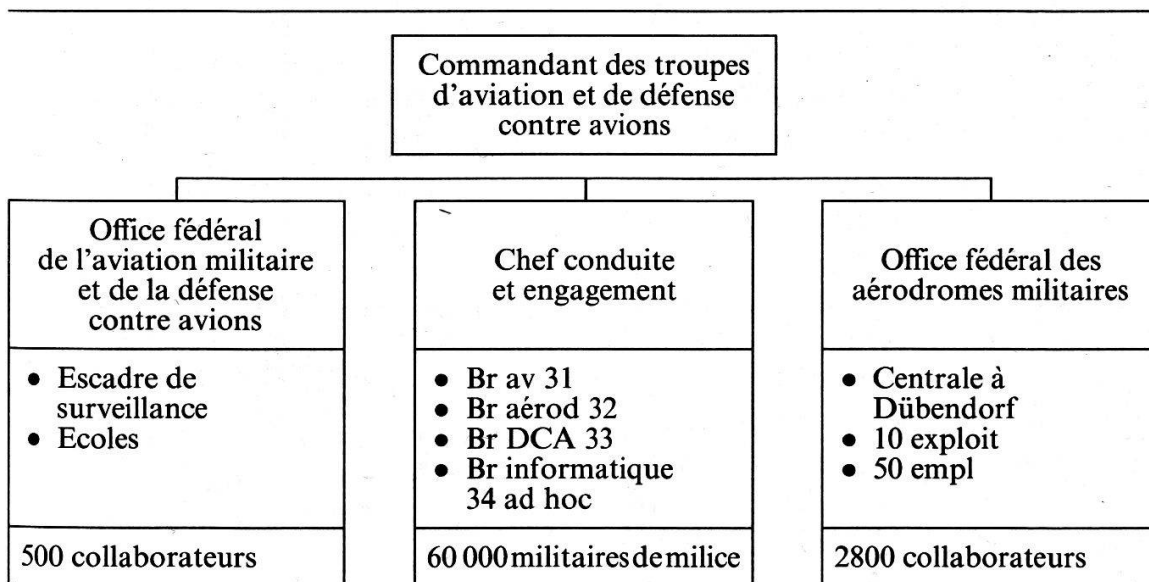 Commandant des troupes
d'aviation et de défense
contre avions
Office fédéral
de l'aviation militaire
et de la défense
contre avions
• Escadre de
surveillance
• Ecoles
500 collaborateurs
Chef conduite
et engagement
• Br av 31
• Br aérod 32
• Br DCA 33
• Br informatique
34 ad hoc
60 000 militaires de milice
Office fédéral des
aérodromes militaires
• Centrale à
Dübendorf
• 10 exploit
• 50 empl
2800 collaborateurs